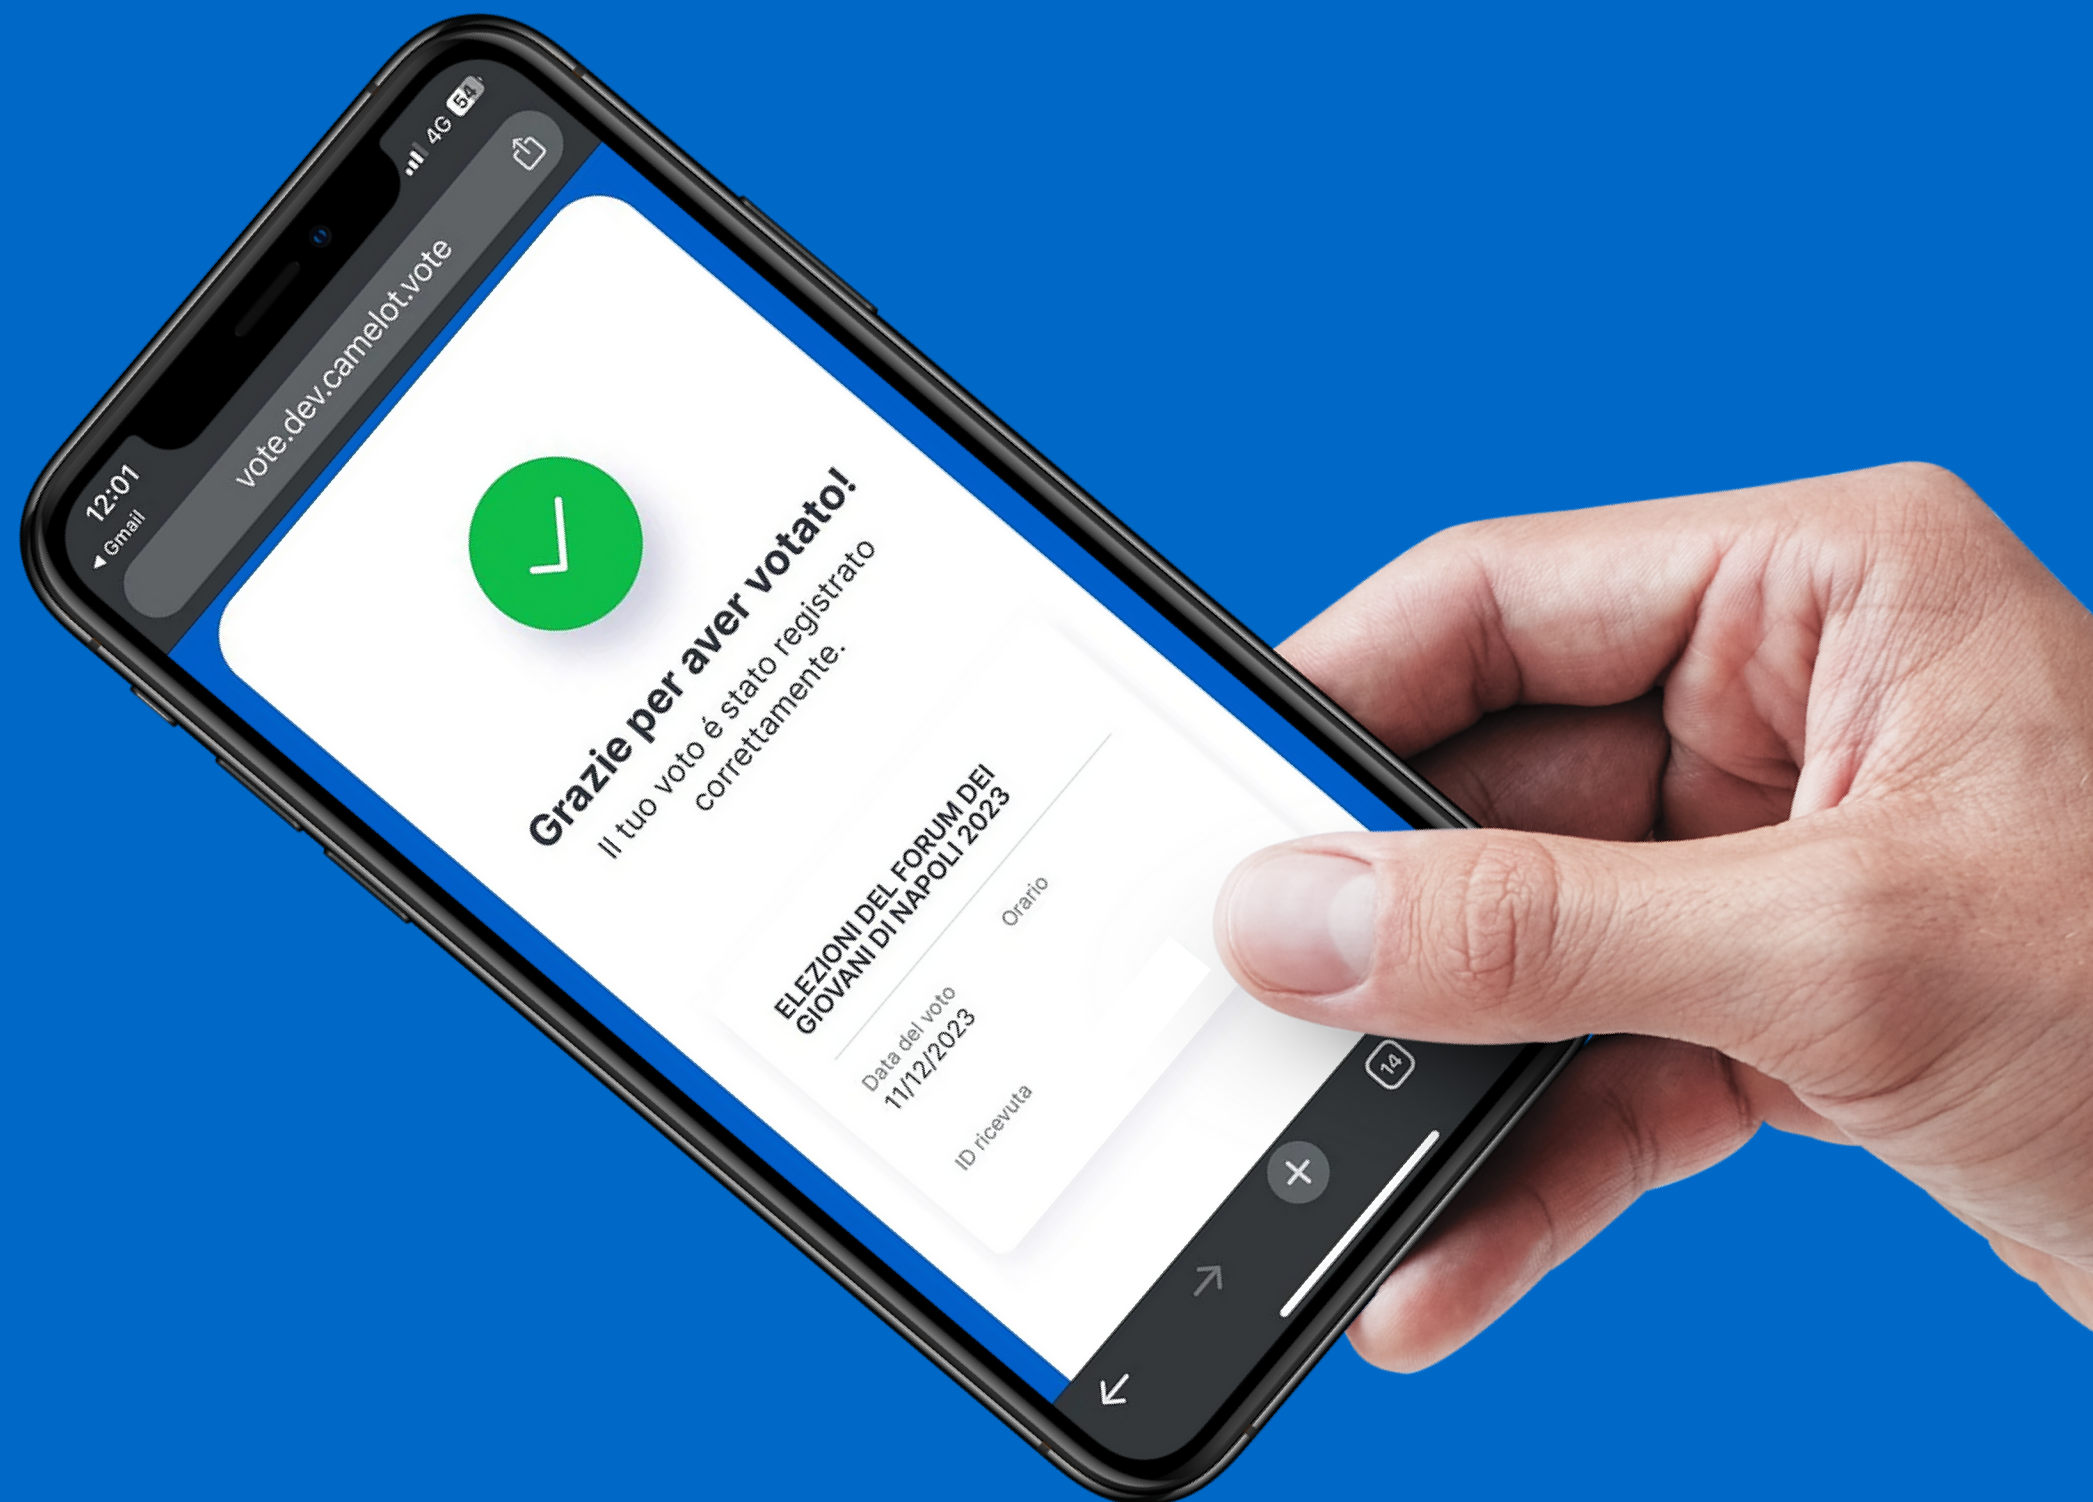 12:01
4G 54
◀ Gmail
vote.dev.camelot.vote
Grazie per aver votato!
Il tuo voto é stato registrato
correttamente.
ELEZIONI DEL FORUM DEI
GIOVANI DI NAPOLI 2023
Data del voto
Orario
11/12/2023
ID ricevuta
14